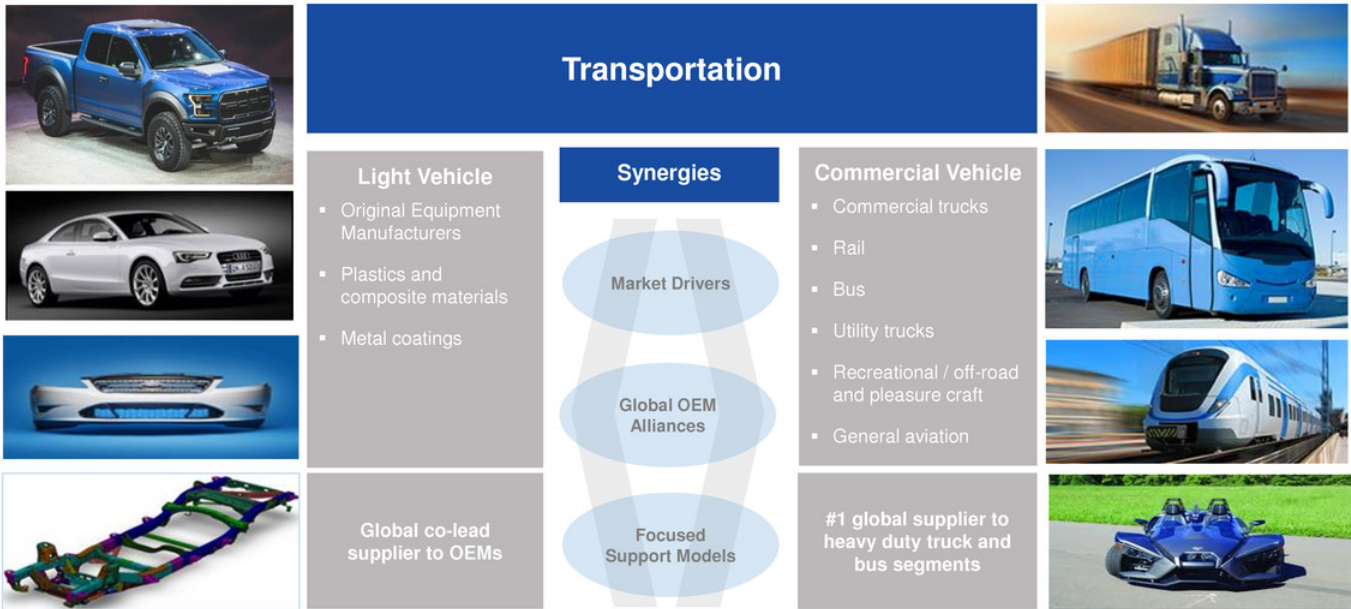 Transportation
Light Vehicle
▪ Original Equipment
Manufacturers
▪ Plastics and
composite materials
▪ Metal coatings
Global co-lead
supplier to OEMs
Synergies
Market Drivers
Global OEM
Alliances
Focused
Support Models
Commercial Vehicle
▪ Commercial trucks
▪ Rail
▪ Bus
▪ Utility trucks
▪ Recreational / off-road
and pleasure craft
▪ General aviation
#1 global supplier to
heavy duty truck and
bus segments